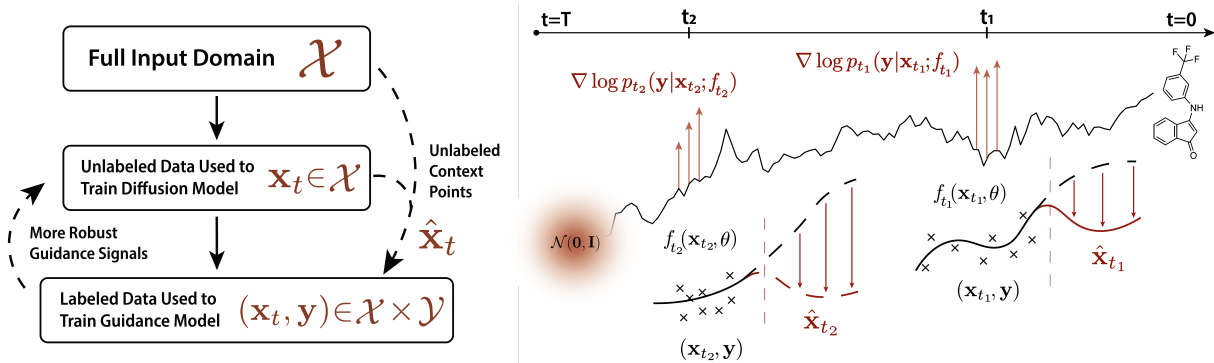 Full Input Domain 𝒳
Unlabeled Data Used to
Train Diffusion Model
𝐱_t ∈ 𝒳
Unlabeled
Context
Points
More Robust
Guidance Signals
𝐱̂_t
Labeled Data Used to
Train Guidance Model
(𝐱_t, 𝐲) ∈ 𝒳 × 𝒴
t=T
t₂
t₁
t=0
∇ log p_{t₂}(𝐲|𝐱_{t₂}; f_{t₂})
∇ log p_{t₁}(𝐲|𝐱_{t₁}; f_{t₁})
F
F
F
NH
O
𝒩(𝟎, 𝐈)
f_{t₂}(𝐱_{t₂}, θ)
f_{t₁}(𝐱_{t₁}, θ)
𝐱̂_{t₂}
𝐱̂_{t₁}
(𝐱_{t₂}, 𝐲)
(𝐱_{t₁}, 𝐲)